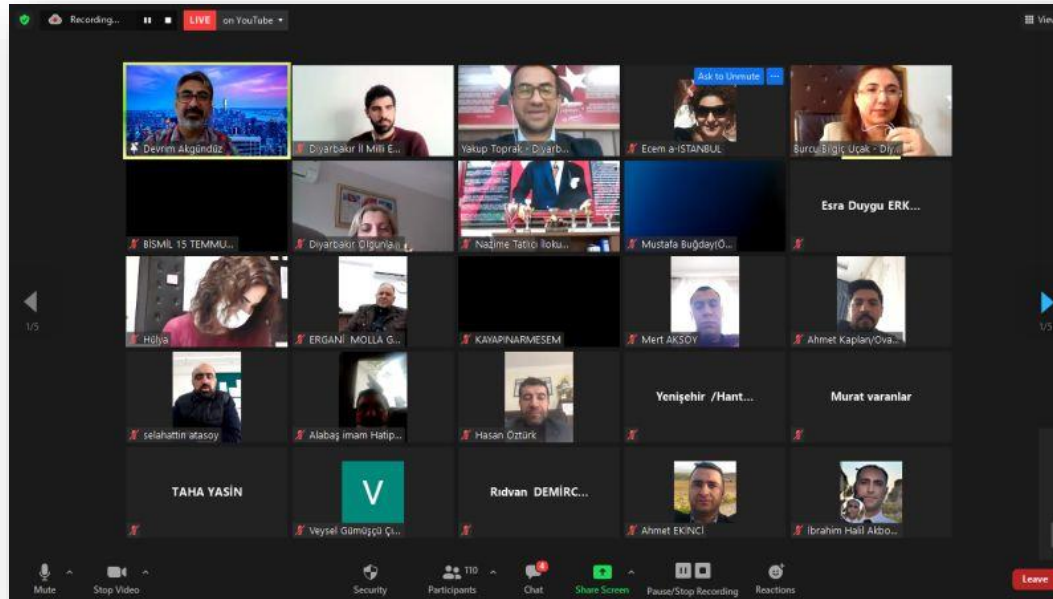 Recording...
LIVE on YouTube
View
Ask to Unmute
Devrim Akgündüz
Diyarbakır İl Milli E...
Yakup Toprak - Diyarb...
Ecem a-İSTANBUL
Burcu Bilgiç Uçak - Diy...
BİSMİL 15 TEMMU...
Diyarbakır Olgunla...
Nazime Tatlıcı İloku...
Mustafa Buğday(Ö...
Esra Duygu ERK...
1/5
1/5
Hülya
ERGANİ MOLLA G...
KAYAPINARMESEM
Mert AKSOY
Ahmet Kaplan/Ova...
selahattin atasoy
Alabaş imam Hatip...
Hasan Öztürk
Yenişehir /Hant...
Murat varanlar
TAHA YASİN
V
Veysel Gümüşçü Çı...
Rıdvan DEMİRC...
Ahmet EKİNCİ
İbrahim Halil Akbo...
110
4
Mute
Stop Video
Security
Participants
Chat
Share Screen
Pause/Stop Recording
Reactions
Leave